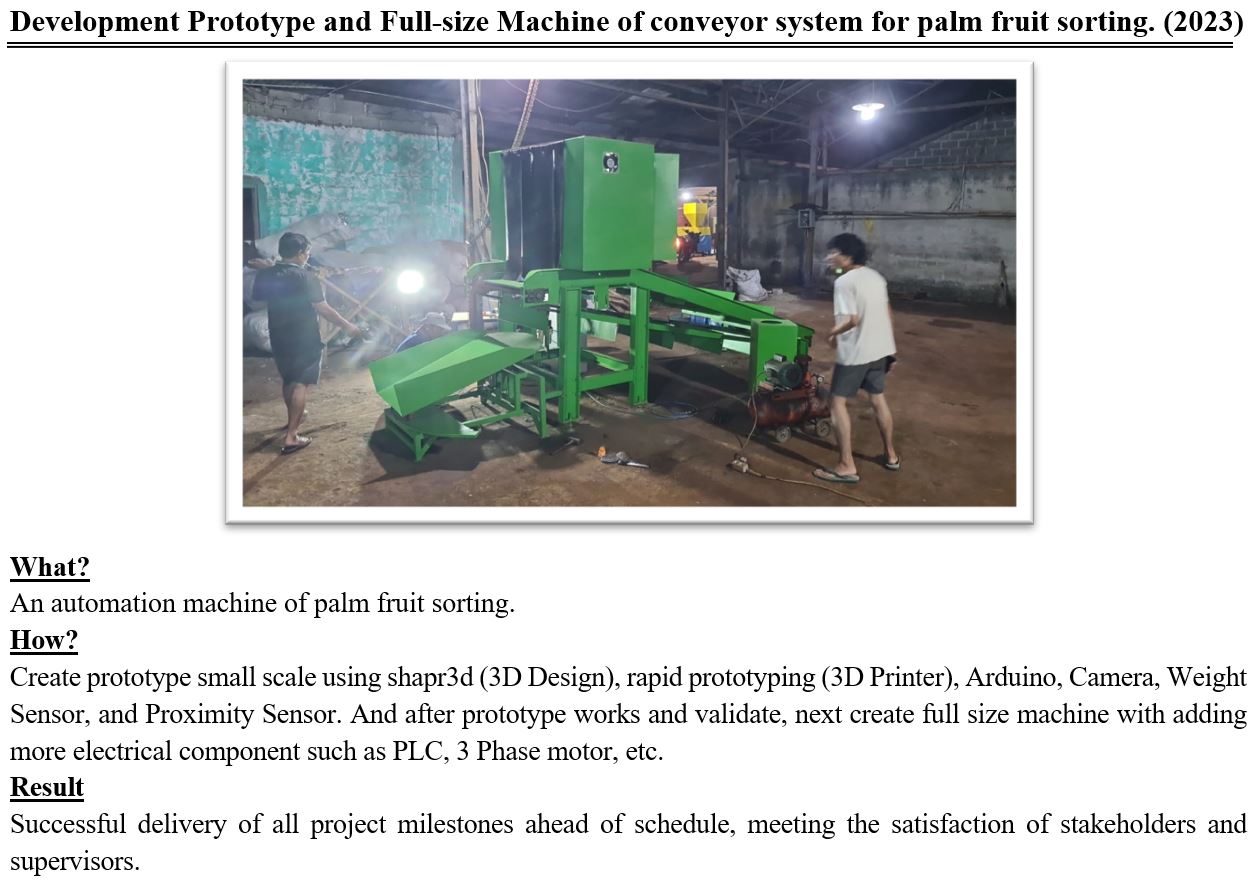 Development Prototype and Full-size Machine of conveyor system for palm fruit sorting. (2023)
What?
An automation machine of palm fruit sorting.
How?
Create prototype small scale using shapr3d (3D Design), rapid prototyping (3D Printer), Arduino, Camera, Weight
Sensor, and Proximity Sensor. And after prototype works and validate, next create full size machine with adding
more electrical component such as PLC, 3 Phase motor, etc.
Result
Successful delivery of all project milestones ahead of schedule, meeting the satisfaction of stakeholders and
supervisors.